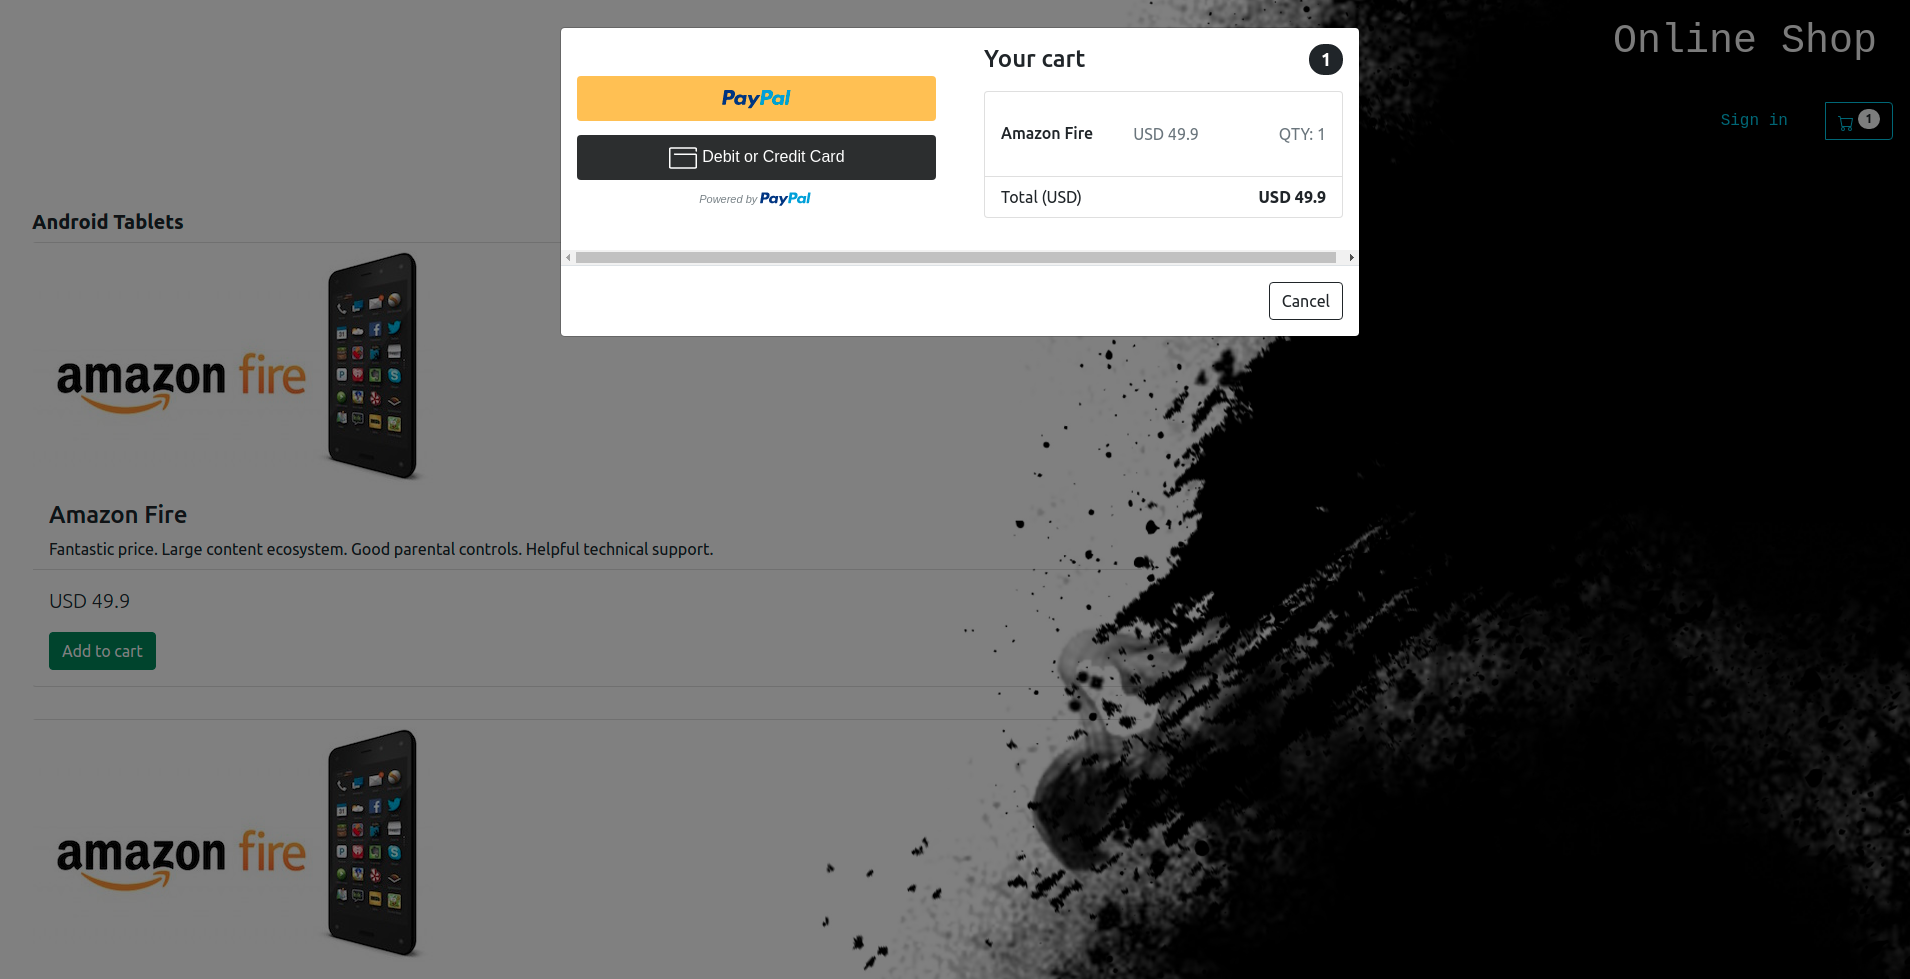 Online Shop
Sign in
1
PayPal
Debit or Credit Card
Powered by PayPal
Your cart
1
Amazon Fire USD 49.9 QTY: 1
Total (USD) USD 49.9
Cancel
Android Tablets
amazon fire
Amazon Fire
Fantastic price. Large content ecosystem. Good parental controls. Helpful technical support.
USD 49.9
Add to cart
amazon fire